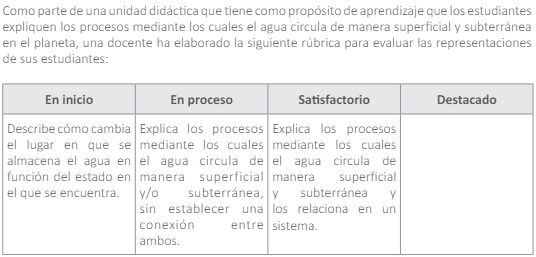 Como parte de una unidad didáctica que tiene como propósito de aprendizaje que los estudiantes
expliquen los procesos mediante los cuales el agua circula de manera superficial y subterránea
en el planeta, una docente ha elaborado la siguiente rúbrica para evaluar las representaciones
de sus estudiantes:
En inicio
En proceso
Satisfactorio
Destacado
Describe cómo cambia
el lugar en que se
almacena el agua en
función del estado en
el que se encuentra.
Explica los procesos
mediante los cuales
el agua circula de
manera superficial
y/o subterránea,
sin establecer una
conexión entre
ambos.
Explica los procesos
mediante los cuales
el agua circula de
manera superficial
y subterránea y
los relaciona en un
sistema.